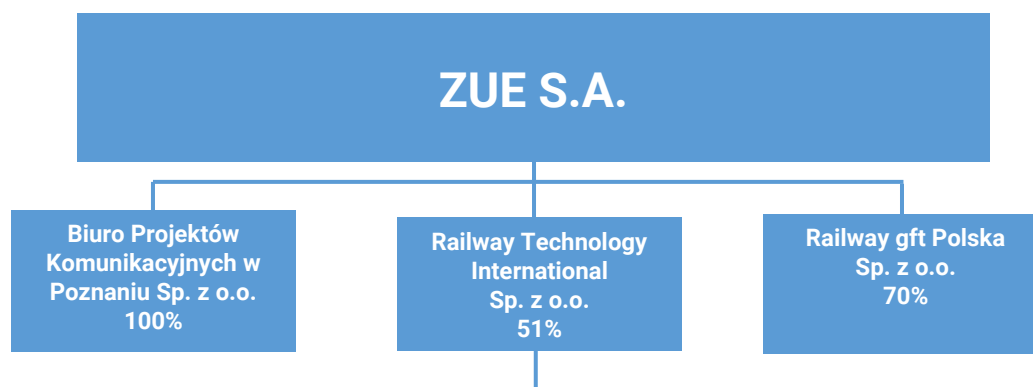 ZUE S.A.
Biuro Projektów
Komunikacyjnych w
Poznaniu Sp. z o.o.
100%
Railway Technology
International
Sp. z o.o.
51%
Railway gft Polska
Sp. z o.o.
70%